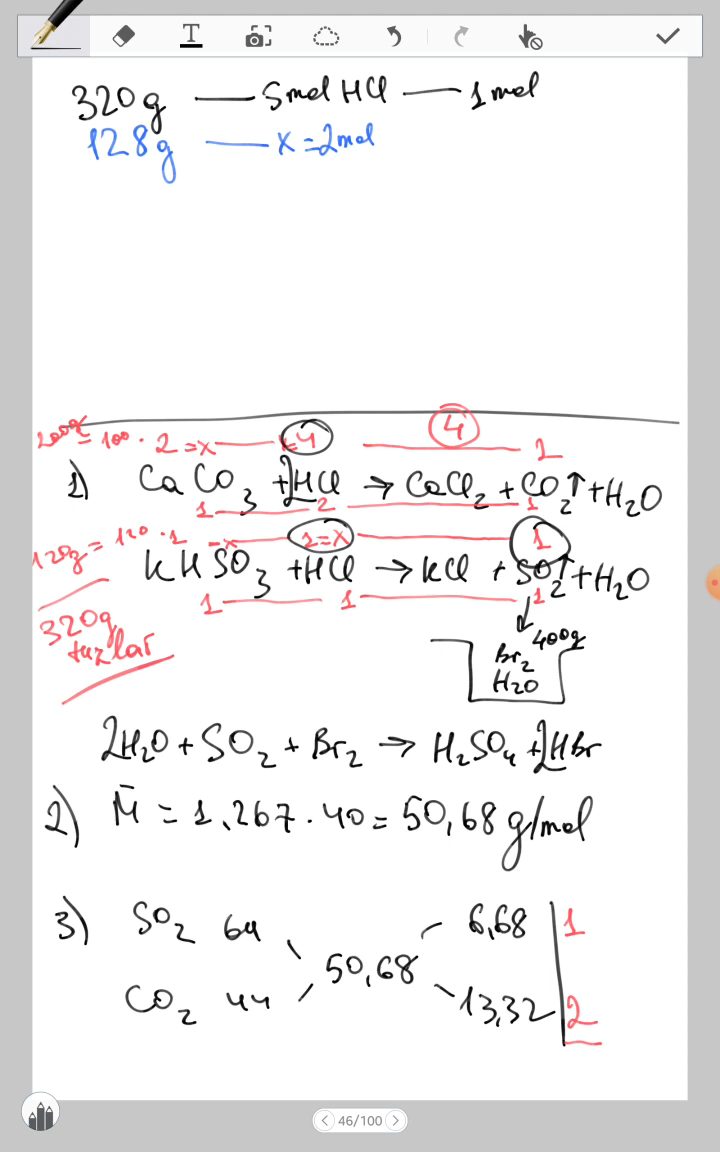 T
320g — 5mol HCl — 1mol
128g — x = 2mol
200g = 100 · 2 = x — 4 — 4
2
1) CaCO3 + 2HCl → CaCl2 + CO2↑ + H2O
1 — 2 — 1
120g = 120 · 1 — x — 1 = x — 1
KHSO3 + HCl → KCl + SO2↑ + H2O
1 — 1 — 1
320g
tuzlar
400g
Br2
H2O
2H2O + SO2 + Br2 → H2SO4 + 2HBr
2) M̄ = 1,267 · 40 = 50,68 g/mol
3) SO2 64 6,68 | 1
50,68
CO2 44 13,32 | 2
46/100